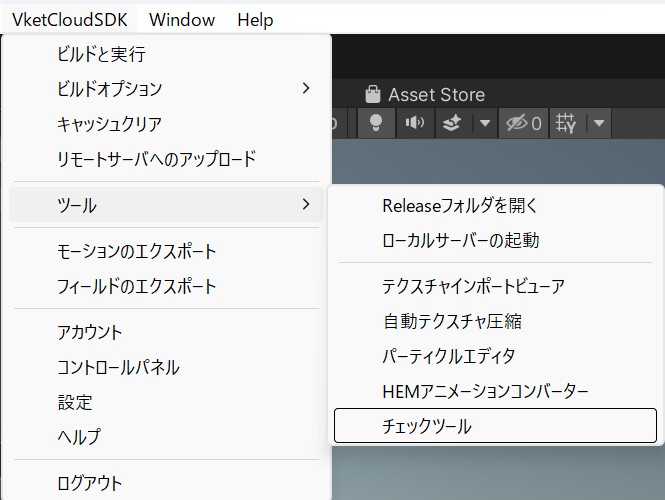 VketCloudSDK Window Help
ビルドと実行
ビルドオプション
キャッシュクリア
リモートサーバへのアップロード
ツール
モーションのエクスポート
フィールドのエクスポート
アカウント
コントロールパネル
設定
ヘルプ
ログアウト
Asset Store
0
Releaseフォルダを開く
ローカルサーバーの起動
テクスチャインポートビューア
自動テクスチャ圧縮
パーティクルエディタ
HEMアニメーションコンバーター
チェックツール